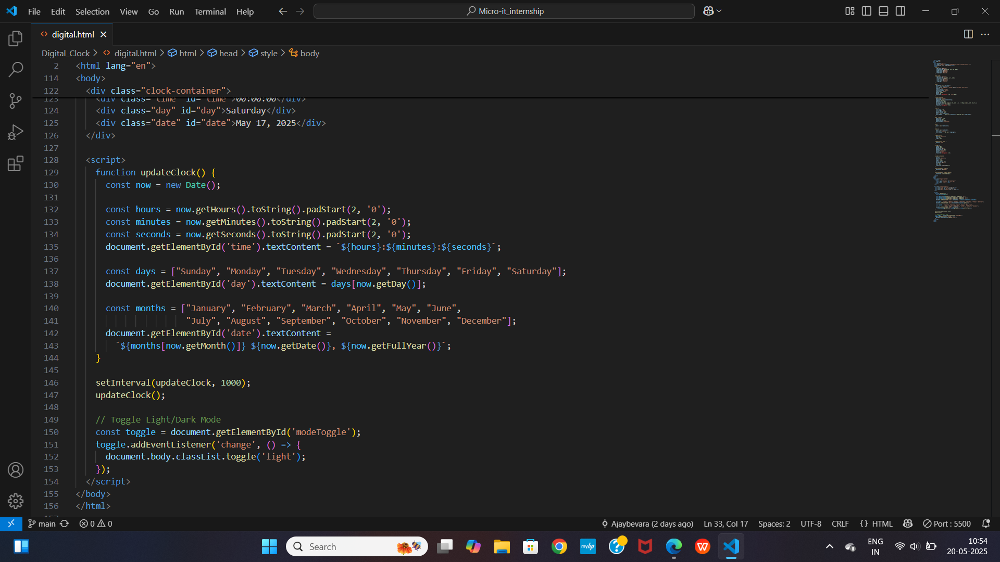 File Edit Selection View Go Run Terminal Help
Micro-it_internship
digital.html
Digital_Clock > digital.html > html > head > style > body
2 <html lang="en">
114 <body>
122 <div class="clock-container">
123 <div class="time" id="time">00:00:00</div>
124 <div class="day" id="day">Saturday</div>
125 <div class="date" id="date">May 17, 2025</div>
126 </div>
127
128 <script>
129 function updateClock() {
130 const now = new Date();
131
132 const hours = now.getHours().toString().padStart(2, '0');
133 const minutes = now.getMinutes().toString().padStart(2, '0');
134 const seconds = now.getSeconds().toString().padStart(2, '0');
135 document.getElementById('time').textContent = `${hours}:${minutes}:${seconds}`;
136
137 const days = ["Sunday", "Monday", "Tuesday", "Wednesday", "Thursday", "Friday", "Saturday"];
138 document.getElementById('day').textContent = days[now.getDay()];
139
140 const months = ["January", "February", "March", "April", "May", "June",
141 "July", "August", "September", "October", "November", "December"];
142 document.getElementById('date').textContent =
143 `${months[now.getMonth()]} ${now.getDate()}, ${now.getFullYear()}`;
144 }
145
146 setInterval(updateClock, 1000);
147 updateClock();
148
149 // Toggle Light/Dark Mode
150 const toggle = document.getElementById('modeToggle');
151 toggle.addEventListener('change', () => {
152 document.body.classList.toggle('light');
153 });
154 </script>
155 </body>
156 </html>
main 0 0 Ajaybevara (2 days ago) Ln 33, Col 17 Spaces: 2 UTF-8 CRLF {} HTML Port : 5500
Search
myhp
ENG
IN
10:54
20-05-2025